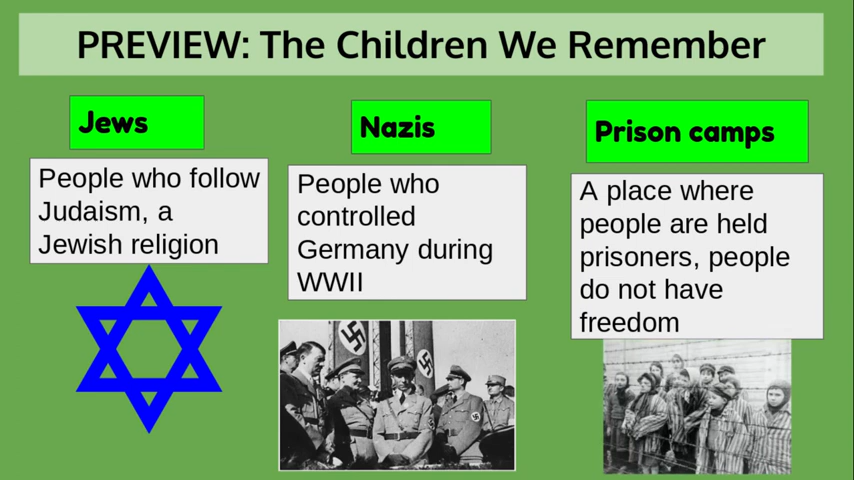 PREVIEW: The Children We Remember
Jews
People who follow
Judaism, a
Jewish religion
Nazis
People who
controlled
Germany during
WWII
Prison camps
A place where
people are held
prisoners, people
do not have
freedom